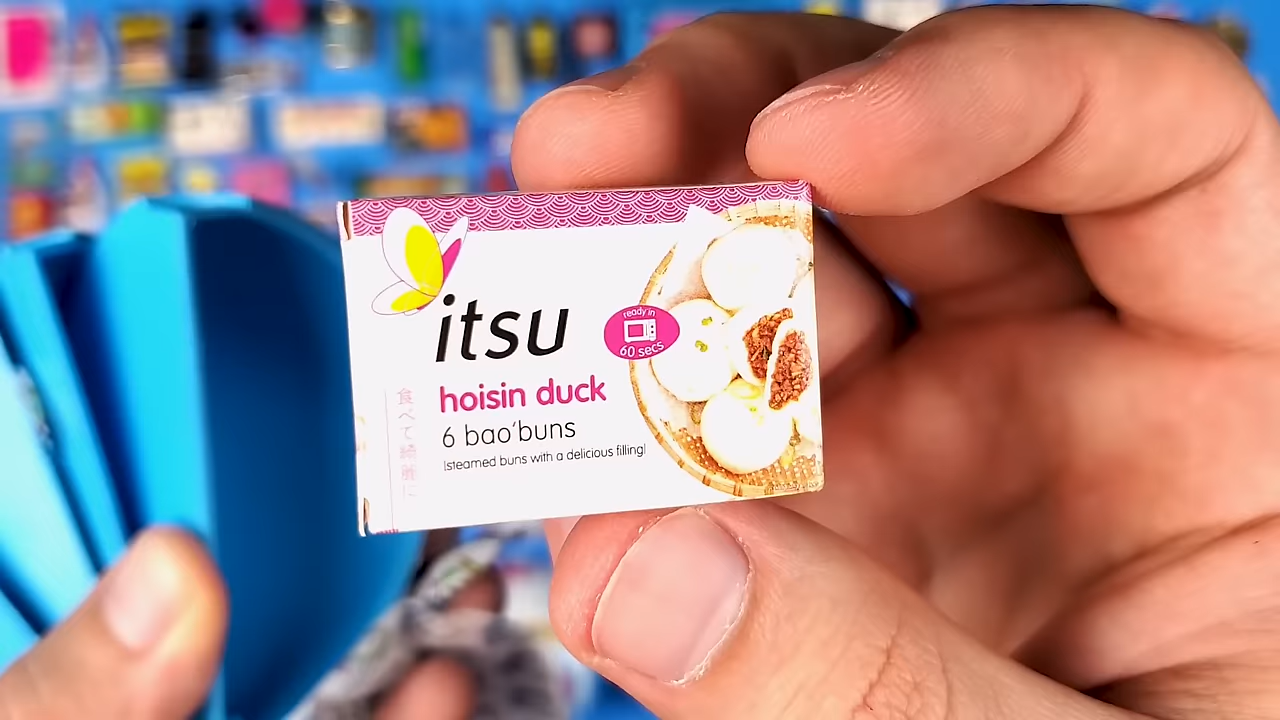 itsu
ready in
60 secs
hoisin duck
6 bao'buns
(steamed buns with a delicious filling)
食べて綺麗に